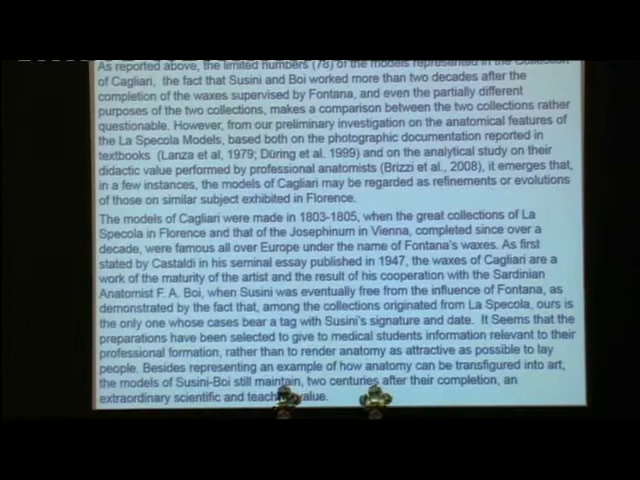 As reported above, the limited numbers (78) of the models represented in the Collection
of Cagliari, the fact that Susini and Boi worked more than two decades after the
completion of the waxes supervised by Fontana, and even the partially different
purposes of the two collections, makes a comparison between the two collections rather
questionable. However, from our preliminary investigation on the anatomical features of
the La Specola Models, based both on the photographic documentation reported in
textbooks (Lanza et al, 1979; Düring et al. 1999) and on the analytical study on their
didactic value performed by professional anatomists (Brizzi et al., 2008), it emerges that,
in a few instances, the models of Cagliari may be regarded as refinements or evolutions
of those on similar subject exhibited in Florence.
The models of Cagliari were made in 1803-1805, when the great collections of La
Specola in Florence and that of the Josephinum in Vienna, completed since over a
decade, were famous all over Europe under the name of Fontana's waxes. As first
stated by Castaldi in his seminal essay published in 1947, the waxes of Cagliari are a
work of the maturity of the artist and the result of his cooperation with the Sardinian
Anatomist F. A. Boi, when Susini was eventually free from the influence of Fontana, as
demonstrated by the fact that, among the collections originated from La Specola, ours is
the only one whose cases bear a tag with Susini's signature and date. It Seems that the
preparations have been selected to give to medical students information relevant to their
professional formation, rather than to render anatomy as attractive as possible to lay
people. Besides representing an example of how anatomy can be transfigured into art,
the models of Susini-Boi still maintain, two centuries after their completion, an
extraordinary scientific and value.